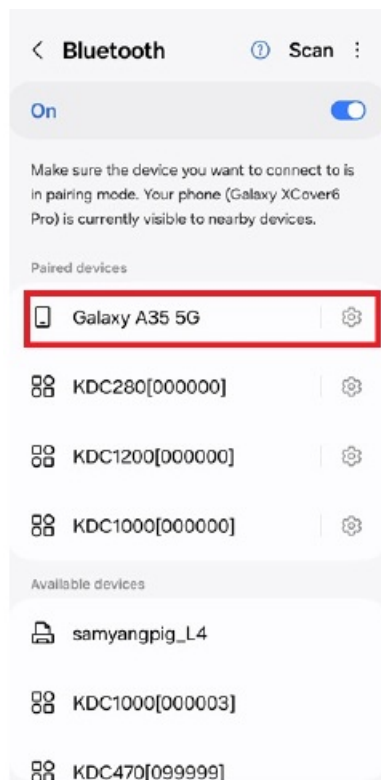 Bluetooth
Scan
On
Make sure the device you want to connect to is
in pairing mode. Your phone (Galaxy XCover6
Pro) is currently visible to nearby devices.
Paired devices
Galaxy A35 5G
KDC280[000000]
KDC1200[000000]
KDC1000[000000]
Available devices
samyangpig_L4
KDC1000[000003]
KDC470[099999]